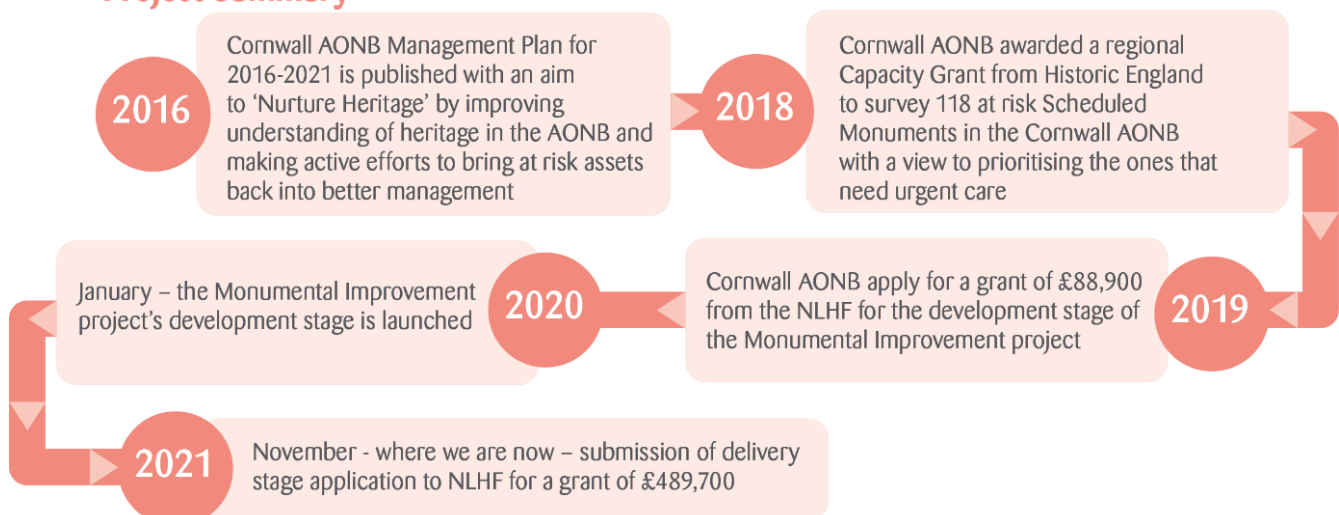 Project Summary
2016
Cornwall AONB Management Plan for
2016-2021 is published with an aim
to ‘Nurture Heritage’ by improving
understanding of heritage in the AONB and
making active efforts to bring at risk assets
back into better management
2018
Cornwall AONB awarded a regional
Capacity Grant from Historic England
to survey 118 at risk Scheduled
Monuments in the Cornwall AONB
with a view to prioritising the ones that
need urgent care
2019
Cornwall AONB apply for a grant of £88,900
from the NLHF for the development stage of
the Monumental Improvement project
2020
January – the Monumental Improvement
project’s development stage is launched
2021
November - where we are now – submission of delivery
stage application to NLHF for a grant of £489,700